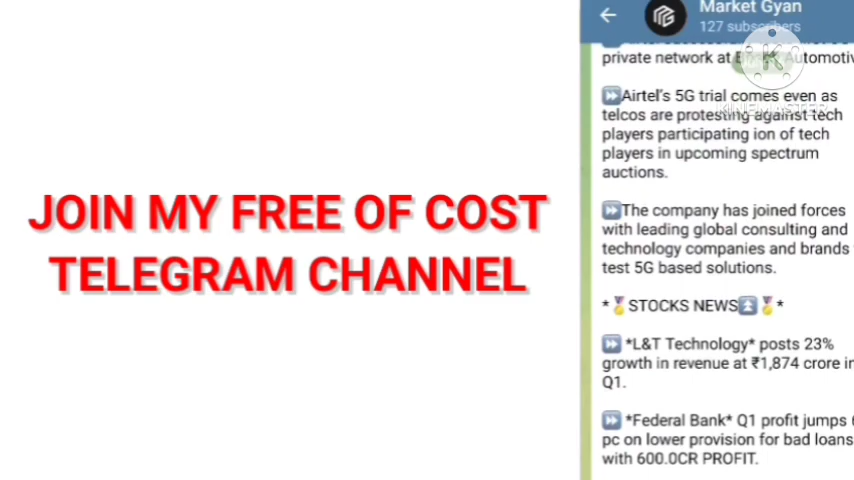 JOIN MY FREE OF COST
TELEGRAM CHANNEL
Market Gyan
127 subscribers
private network at Automotiv
KINEMASTER
⏩Airtel's 5G trial comes even as
telcos are protesting against tech
players participating ion of tech
players in upcoming spectrum
auctions.
⏩The company has joined forces
with leading global consulting and
technology companies and brands
test 5G based solutions.
*🏅STOCKS NEWS⏫🏅*
⏩ *L&T Technology* posts 23%
growth in revenue at ₹1,874 crore in
Q1.
⏩ *Federal Bank* Q1 profit jumps
pc on lower provision for bad loans
with 600.0CR PROFIT.